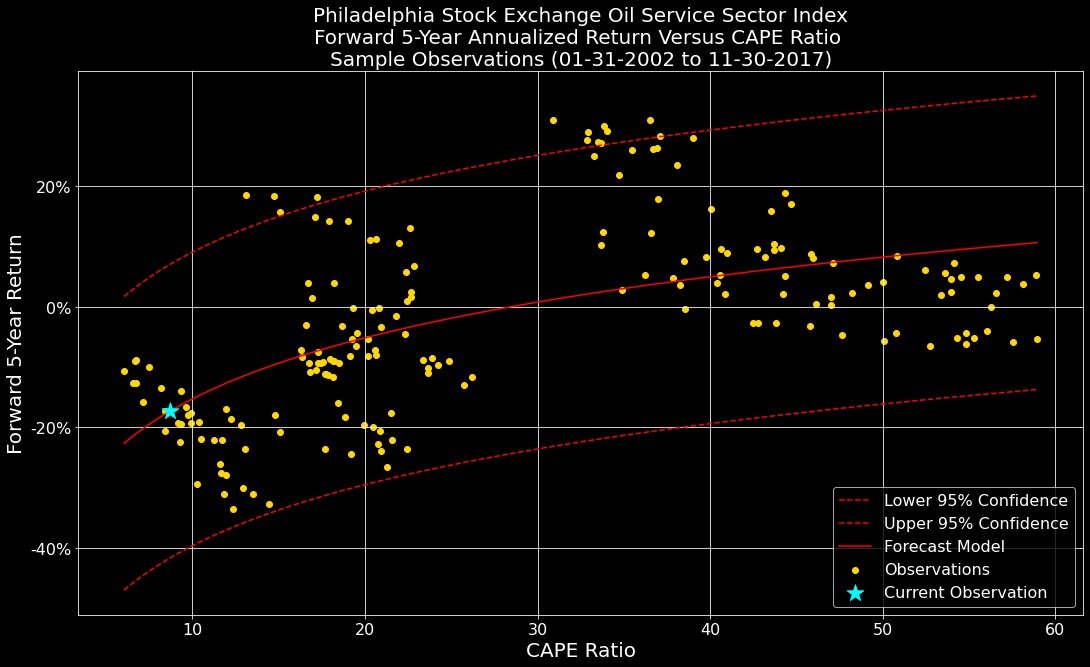 Philadelphia Stock Exchange Oil Service Sector Index
Forward 5-Year Annualized Return Versus CAPE Ratio
Sample Observations (01-31-2002 to 11-30-2017)
Forward 5-Year Return
20%
0%
-20%
-40%
Lower 95% Confidence
Upper 95% Confidence
Forecast Model
Observations
Current Observation
10
20
30
40
50
60
CAPE Ratio